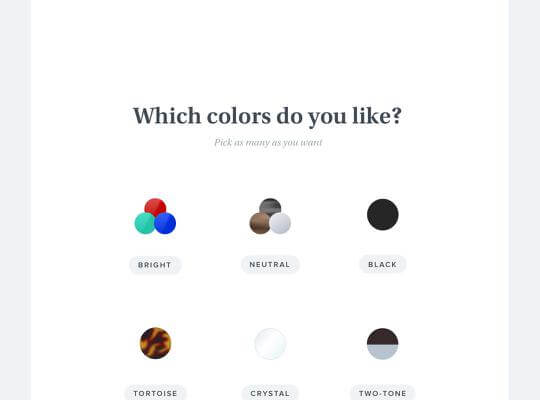 Which colors do you like?
Pick as many as you want
BRIGHT
NEUTRAL
BLACK
TORTOISE
CRYSTAL
TWO-TONE